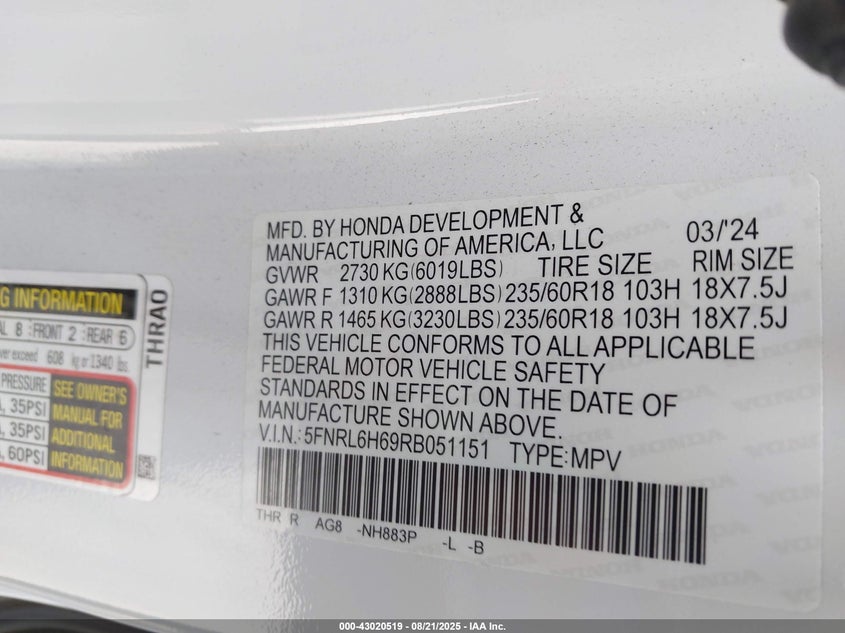 MFD. BY HONDA DEVELOPMENT &
MANUFACTURING OF AMERICA, LLC 03/'24
GVWR 2730 KG(6019LBS) TIRE SIZE RIM SIZE
GAWR F 1310 KG(2888LBS) 235/60R18 103H 18X7.5J
GAWR R 1465 KG(3230LBS) 235/60R18 103H 18X7.5J
THIS VEHICLE CONFORMS TO ALL APPLICABLE
FEDERAL MOTOR VEHICLE SAFETY
STANDARDS IN EFFECT ON THE DATE OF
MANUFACTURE SHOWN ABOVE.
V.I.N.: 5FNRL6H69RB051151 TYPE:MPV
THR R AG8 -NH883P -L -B
INFORMATION
8 FRONT 2 REAR 6
exceed 608 kg or 1340 lbs.
PRESSURE SEE OWNER'S
35PSI MANUAL FOR
35PSI ADDITIONAL
60PSI INFORMATION
THRA0
HONDA
000-43020519 - 08/21/2025 - IAA Inc.